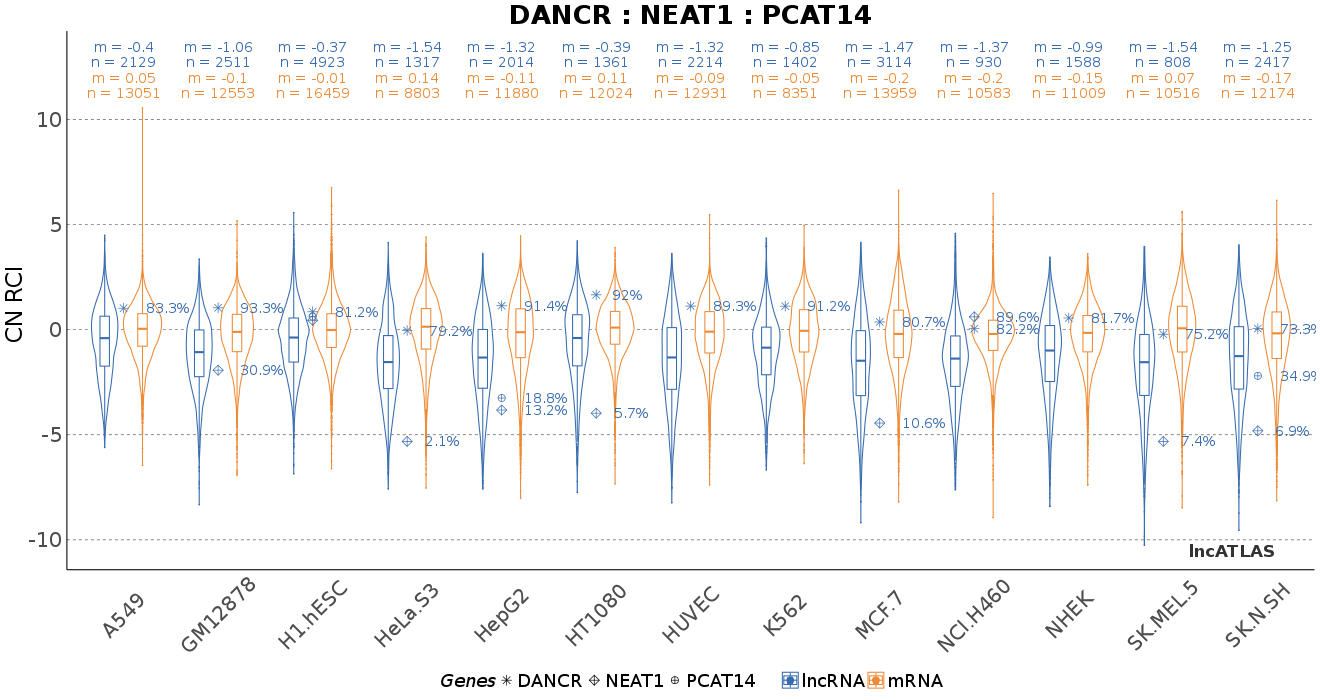 DANCR : NEAT1 : PCAT14
m = -0.4 m = -1.06 m = -0.37 m = -1.54 m = -1.32 m = -0.39 m = -1.32 m = -0.85 m = -1.47 m = -1.37 m = -0.99 m = -1.54 m = -1.25
n = 2129 n = 2511 n = 4923 n = 1317 n = 2014 n = 1361 n = 2214 n = 1402 n = 3114 n = 930 n = 1588 n = 808 n = 2417
m = 0.05 m = -0.1 m = -0.01 m = 0.14 m = -0.11 m = 0.11 m = -0.09 m = -0.05 m = -0.2 m = -0.2 m = -0.15 m = 0.07 m = -0.17
n = 13051 n = 12553 n = 16459 n = 8803 n = 11880 n = 12024 n = 12931 n = 8351 n = 13959 n = 10583 n = 11009 n = 10516 n = 12174
10
5
0
-5
-10
CN RCI
83.3% 93.3% 81.2% 79.2% 91.4% 92% 89.3% 91.2% 80.7% 89.6% 81.7% 75.2% 73.3%
82.2%
30.9% 34.9%
18.8%
13.2% 5.7%
10.6%
2.1% 7.4% 6.9%
lncATLAS
A549 GM12878 H1.hESC HeLa.S3 HepG2 HT1080 HUVEC K562 MCF.7 NCI.H460 NHEK SK.MEL.5 SK.N.SH
Genes DANCR NEAT1 PCAT14 lncRNA mRNA